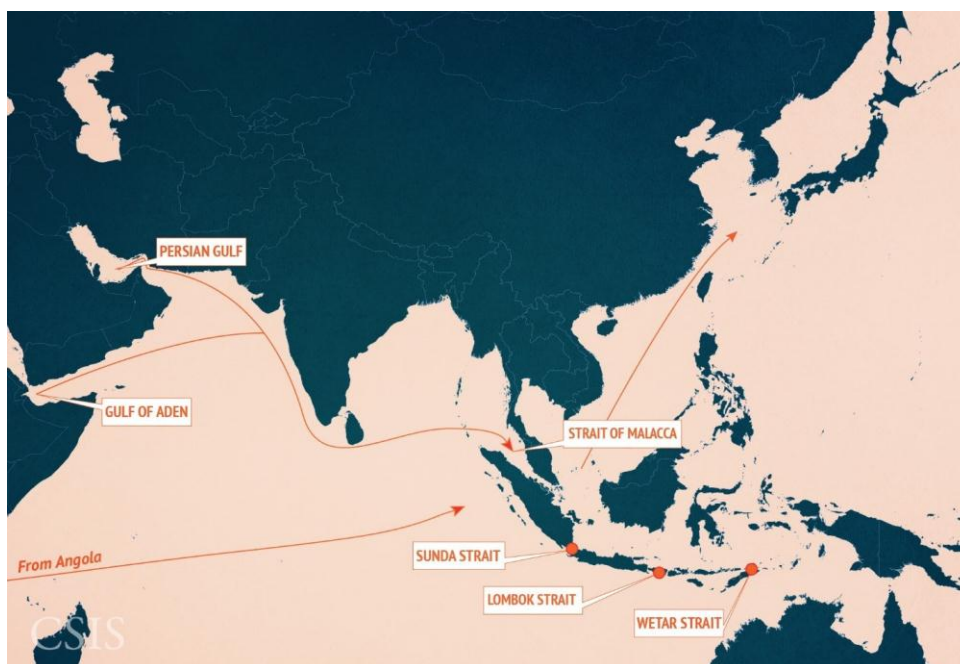 PERSIAN GULF
GULF OF ADEN
STRAIT OF MALACCA
From Angola
SUNDA STRAIT
LOMBOK STRAIT
WETAR STRAIT
CSIS